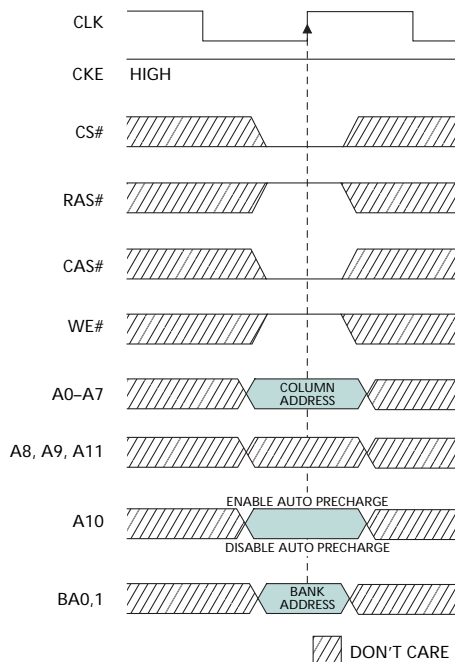 CLK
CKE HIGH
CS#
RAS#
CAS#
WE#
A0–A7 COLUMN
ADDRESS
A8, A9, A11
ENABLE AUTO PRECHARGE
A10
DISABLE AUTO PRECHARGE
BA0,1 BANK
ADDRESS
DON'T CARE